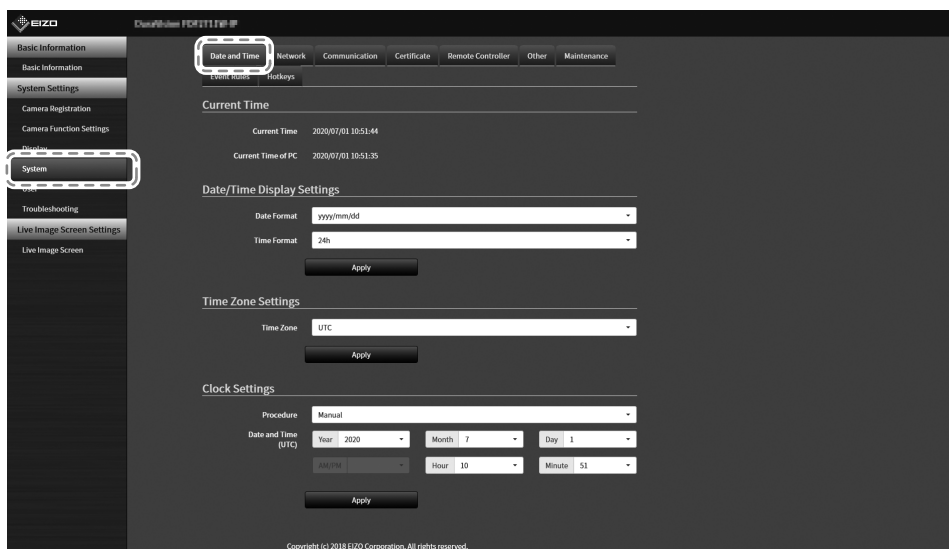 EIZO
Basic Information
Basic Information
System Settings
Camera Registration
Camera Function Settings
Display
System
User
Troubleshooting
Live Image Screen Settings
Live Image Screen
Date and Time Network Communication Certificate Remote Controller Other Maintenance
Event Rules Hotkeys
Current Time
Current Time 2020/07/01 10:51:44
Current Time of PC 2020/07/01 10:51:35
Date/Time Display Settings
Date Format yyyy/mm/dd
Time Format 24h
Apply
Time Zone Settings
Time Zone UTC
Apply
Clock Settings
Procedure Manual
Date and Time
(UTC)
Year 2020 Month 7 Day 1
AM/PM Hour 10 Minute 51
Apply
Copyright (c) 2018 EIZO Corporation. All rights reserved.